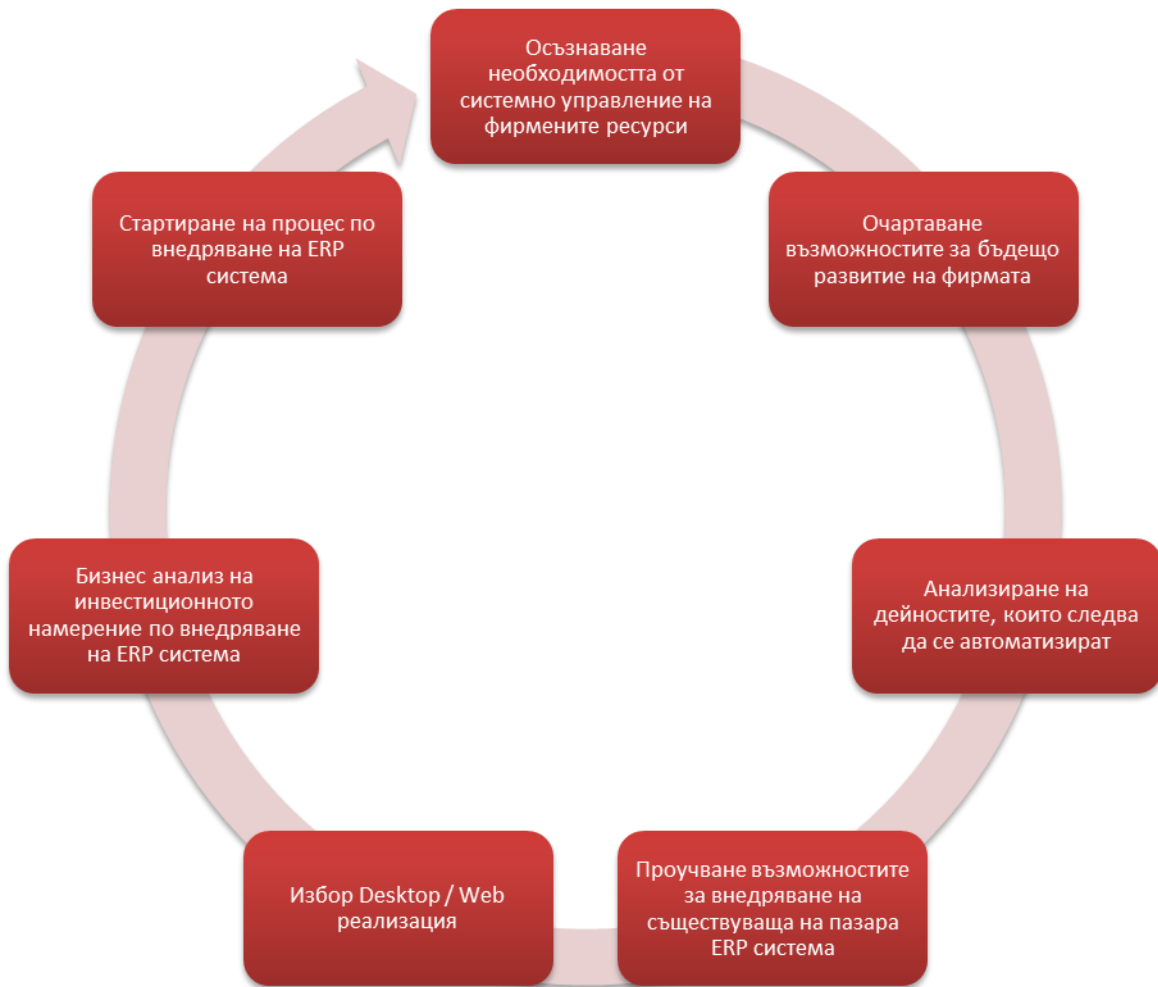 Осъзнаване
необходимостта от
системно управление на
фирмените ресурси
Очартаване
възможностите за бъдещо
развитие на фирмата
Анализиране на
дейностите, които следва
да се автоматизират
Проучване възможностите
за внедряване на
съществуваща на пазара
ERP система
Избор Desktop / Web
реализация
Бизнес анализ на
инвестиционното
намерение по внедряване
на ERP система
Стартиране на процес по
внедряване на ERP
система